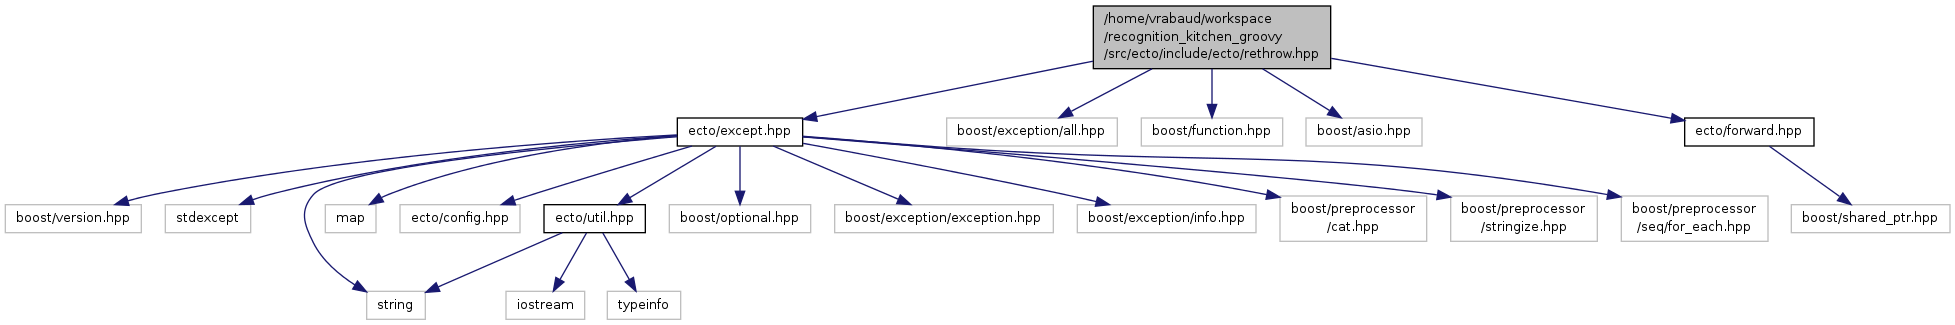 /home/vrabaud/workspace
/recognition_kitchen_groovy
/src/ecto/include/ecto/rethrow.hpp
ecto/except.hpp
boost/exception/all.hpp
boost/function.hpp
boost/asio.hpp
ecto/forward.hpp
boost/version.hpp
stdexcept
map
ecto/config.hpp
ecto/util.hpp
boost/optional.hpp
boost/exception/exception.hpp
boost/exception/info.hpp
boost/preprocessor
/cat.hpp
boost/preprocessor
/stringize.hpp
boost/preprocessor
/seq/for_each.hpp
boost/shared_ptr.hpp
string
iostream
typeinfo